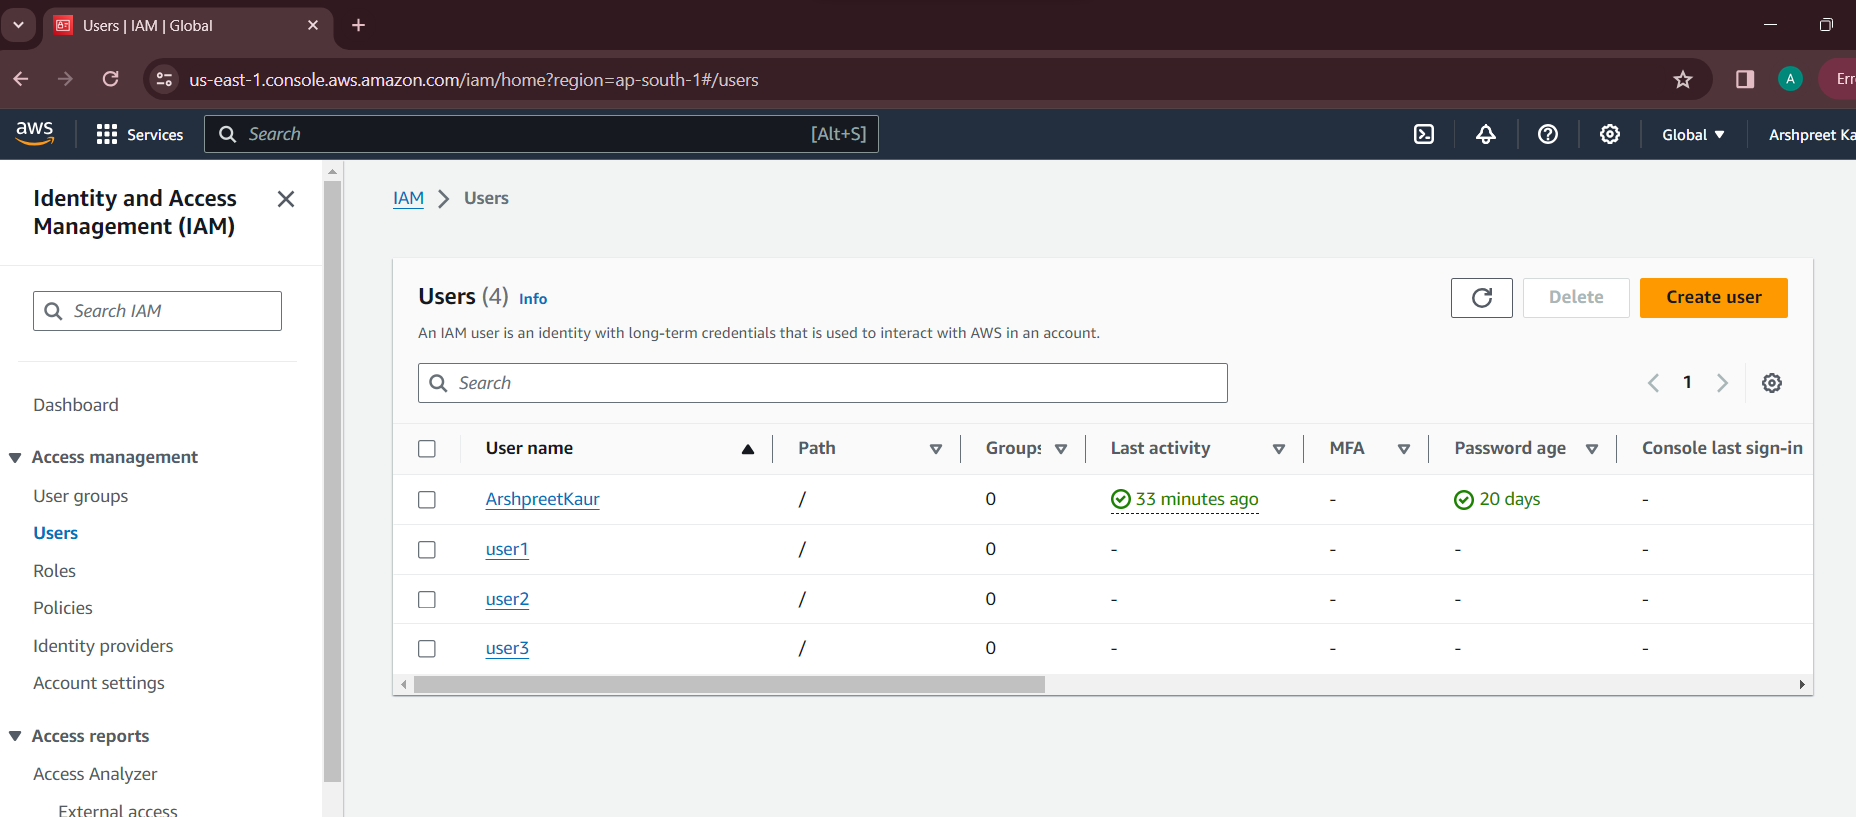 Users | IAM | Global
us-east-1.console.aws.amazon.com/iam/home?region=ap-south-1#/users
A
Err
aws
Services
Search
[Alt+S]
Global
Arshpreet Ka
Identity and Access
Management (IAM)
Search IAM
Dashboard
Access management
User groups
Users
Roles
Policies
Identity providers
Account settings
Access reports
Access Analyzer
External access
IAM > Users
Users (4) Info
Delete
Create user
An IAM user is an identity with long-term credentials that is used to interact with AWS in an account.
Search
1
User name Path Groups Last activity MFA Password age Console last sign-in
ArshpreetKaur / 0 33 minutes ago - 20 days -
user1 / 0 - - - -
user2 / 0 - - - -
user3 / 0 - - - -